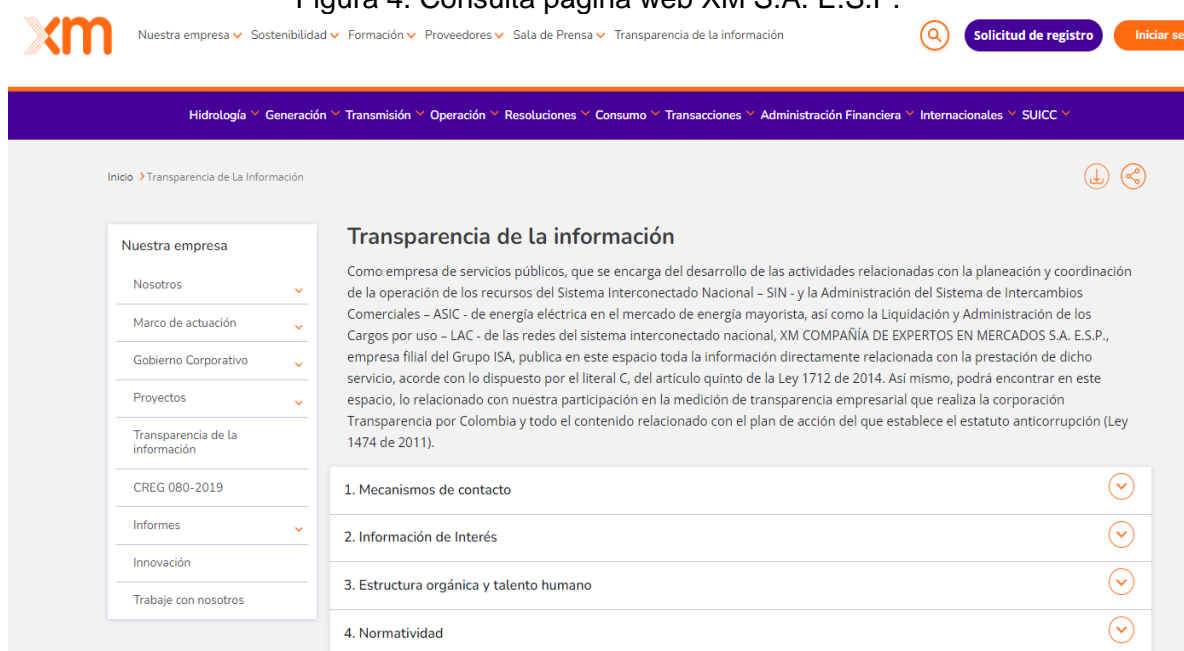 Figura 4. Consulta página web XM S.A. E.S.P.
xm
Nuestra empresa Sostenibilidad Formación Proveedores Sala de Prensa Transparencia de la información
Solicitud de registro
Iniciar se
Hidrología Generación Transmisión Operación Resoluciones Consumo Transacciones Administración Financiera Internacionales SUICC
Inicio >Transparencia de La Información
Nuestra empresa
Nosotros
Marco de actuación
Gobierno Corporativo
Proyectos
Transparencia de la
información
CREG 080-2019
Informes
Innovación
Trabaje con nosotros
Transparencia de la información
Como empresa de servicios públicos, que se encarga del desarrollo de las actividades relacionadas con la planeación y coordinación
de la operación de los recursos del Sistema Interconectado Nacional – SIN - y la Administración del Sistema de Intercambios
Comerciales – ASIC - de energía eléctrica en el mercado de energía mayorista, así como la Liquidación y Administración de los
Cargos por uso – LAC - de las redes del sistema interconectado nacional, XM COMPAÑÍA DE EXPERTOS EN MERCADOS S.A. E.S.P.,
empresa filial del Grupo ISA, publica en este espacio toda la información directamente relacionada con la prestación de dicho
servicio, acorde con lo dispuesto por el literal C, del artículo quinto de la Ley 1712 de 2014. Así mismo, podrá encontrar en este
espacio, lo relacionado con nuestra participación en la medición de transparencia empresarial que realiza la corporación
Transparencia por Colombia y todo el contenido relacionado con el plan de acción del que establece el estatuto anticorrupción (Ley
1474 de 2011).
1. Mecanismos de contacto
2. Información de Interés
3. Estructura orgánica y talento humano
4. Normatividad